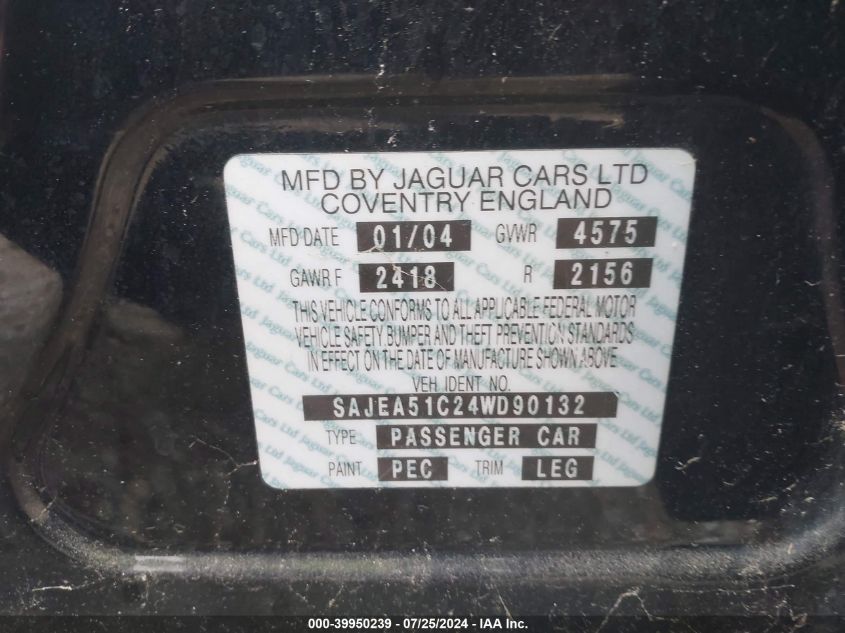 MFD BY JAGUAR CARS LTD
COVENTRY ENGLAND
MFD DATE 01/04 GVWR 4575
GAWR F 2418 R 2156
THIS VEHICLE CONFORMS TO ALL APPLICABLE FEDERAL MOTOR
VEHICLE SAFETY BUMPER AND THEFT PREVENTION STANDARDS
IN EFFECT ON THE DATE OF MANUFACTURE SHOWN ABOVE
VEH IDENT NO.
SAJEA51C24WD90132
TYPE PASSENGER CAR
PAINT PEC TRIM LEG
000-39950239 - 07/25/2024 - IAA Inc.